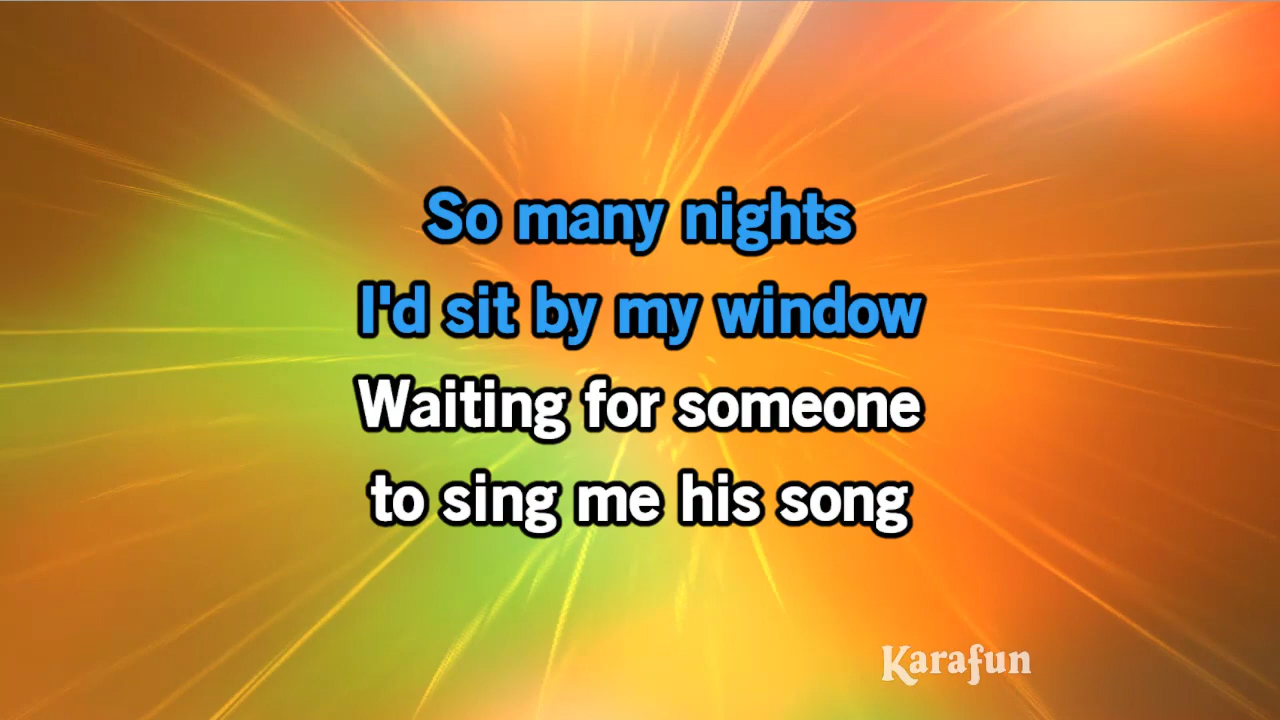 So many nights
I'd sit by my window
Waiting for someone
to sing me his song
Karafun